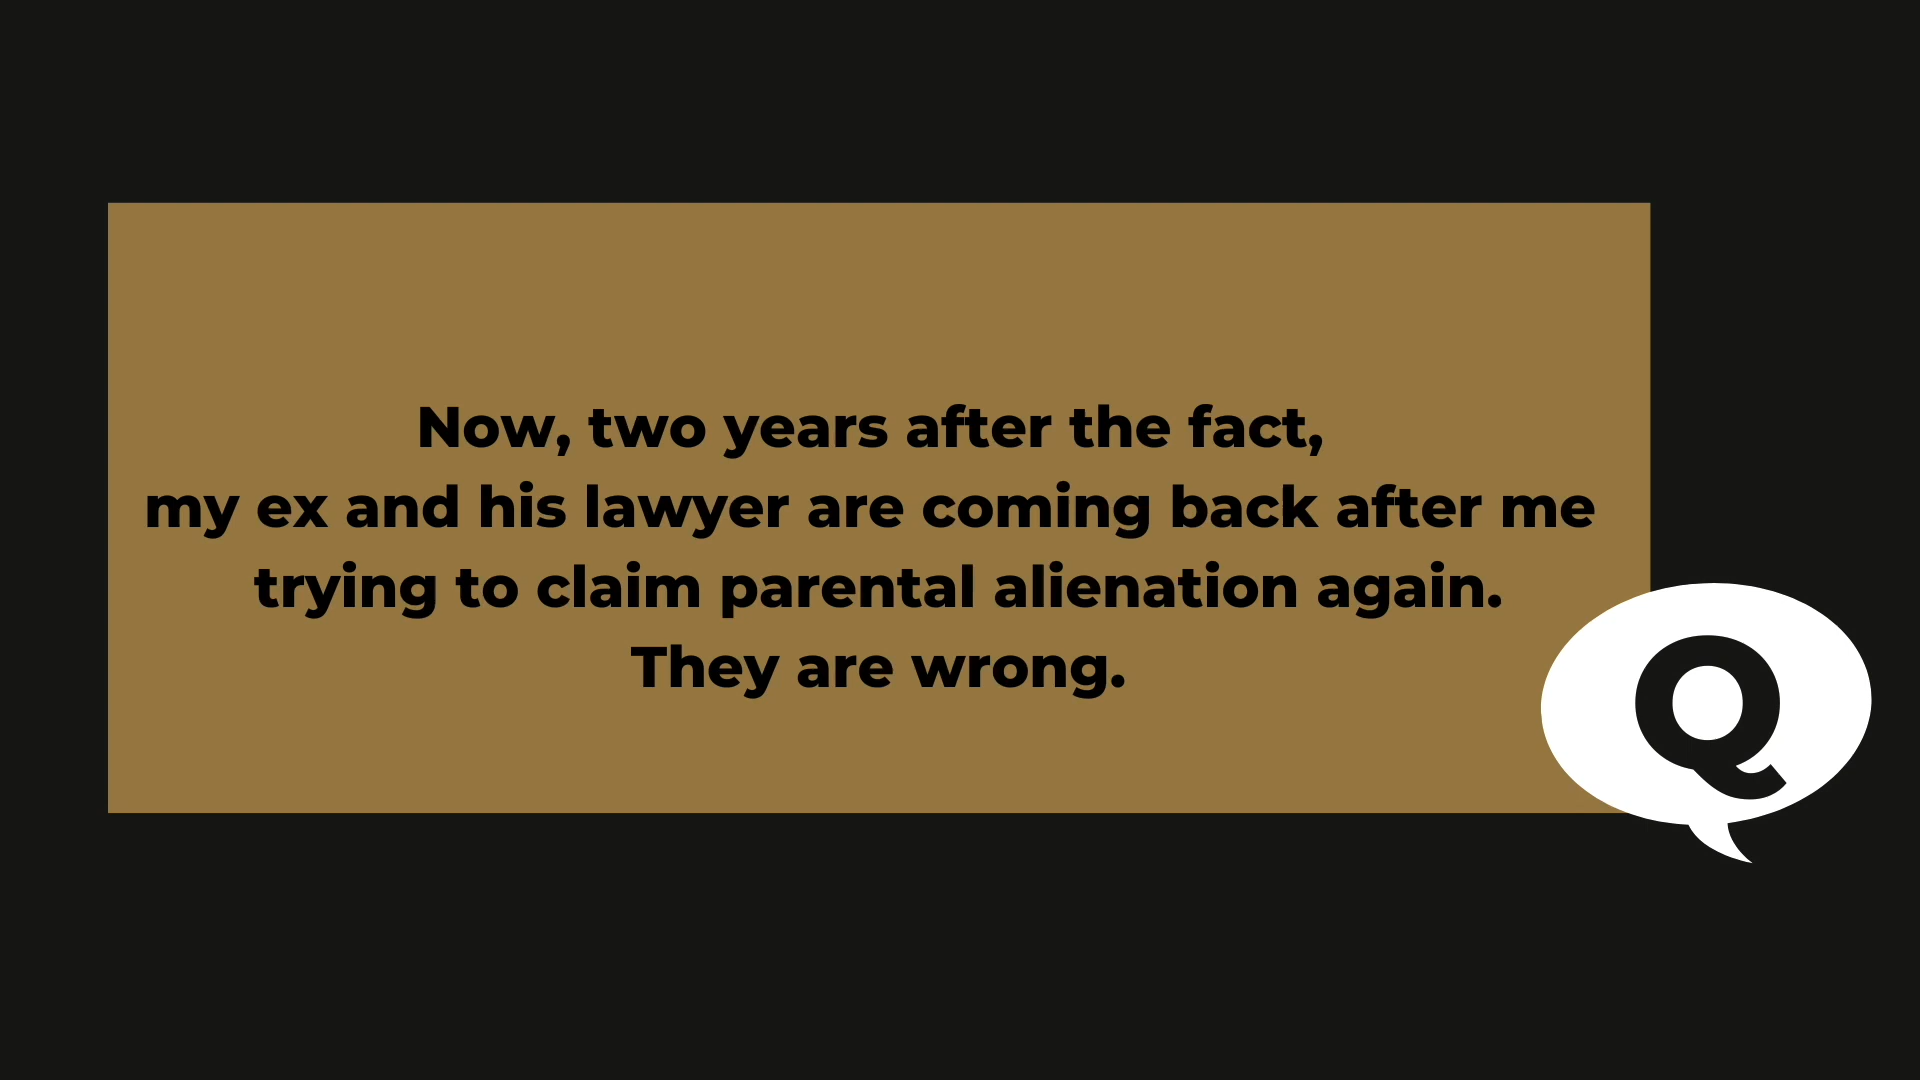 Now, two years after the fact,
my ex and his lawyer are coming back after me
trying to claim parental alienation again.
They are wrong.
Q